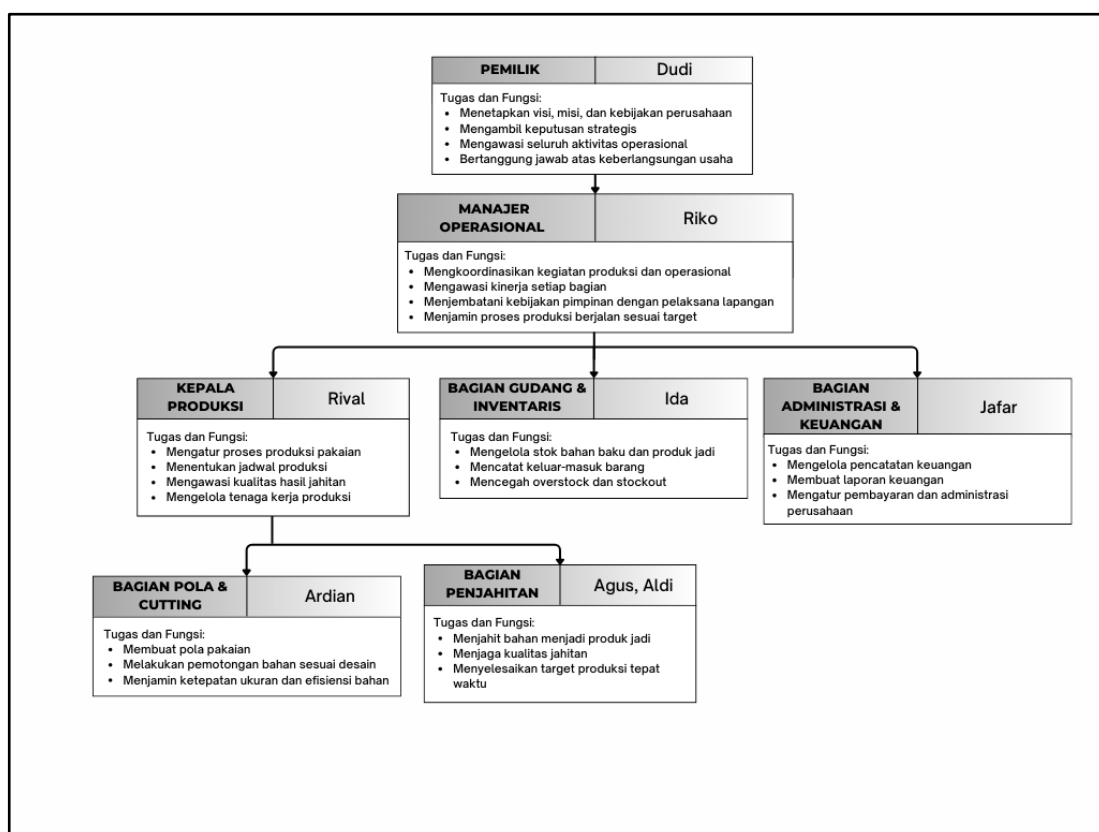 PEMILIK
Dudi
Tugas dan Fungsi:
• Menetapkan visi, misi, dan kebijakan perusahaan
• Mengambil keputusan strategis
• Mengawasi seluruh aktivitas operasional
• Bertanggung jawab atas keberlangsungan usaha
MANAJER
OPERASIONAL
Riko
Tugas dan Fungsi:
• Mengkoordinasikan kegiatan produksi dan operasional
• Mengawasi kinerja setiap bagian
• Menjembatani kebijakan pimpinan dengan pelaksana lapangan
• Menjamin proses produksi berjalan sesuai target
KEPALA
PRODUKSI
Rival
Tugas dan Fungsi:
• Mengatur proses produksi pakaian
• Menentukan jadwal produksi
• Mengawasi kualitas hasil jahitan
• Mengelola tenaga kerja produksi
BAGIAN GUDANG &
INVENTARIS
Ida
Tugas dan Fungsi:
• Mengelola stok bahan baku dan produk jadi
• Mencatat keluar-masuk barang
• Mencegah overstock dan stockout
BAGIAN
ADMINISTRASI &
KEUANGAN
Jafar
Tugas dan Fungsi:
• Mengelola pencatatan keuangan
• Membuat laporan keuangan
• Mengatur pembayaran dan administrasi
perusahaan
BAGIAN POLA &
CUTTING
Ardian
Tugas dan Fungsi:
• Membuat pola pakaian
• Melakukan pemotongan bahan sesuai desain
• Menjamin ketepatan ukuran dan efisiensi bahan
BAGIAN
PENJAHITAN
Agus, Aldi
Tugas dan Fungsi:
• Menjahit bahan menjadi produk jadi
• Menjaga kualitas jahitan
• Menyelesaikan target produksi tepat
waktu